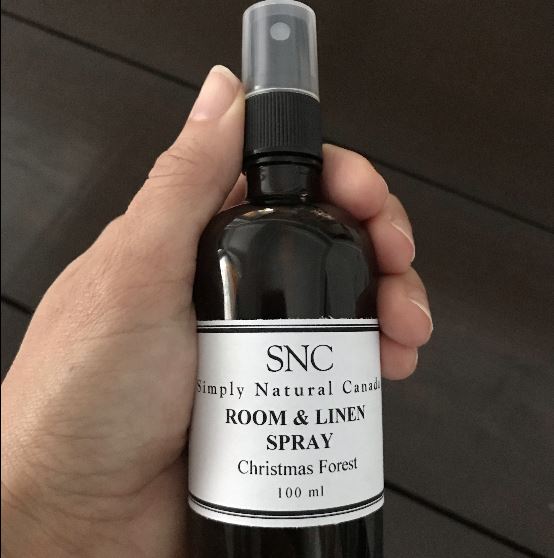 SNC
Simply Natural Canada
ROOM & LINEN
SPRAY
Christmas Forest
100 ml